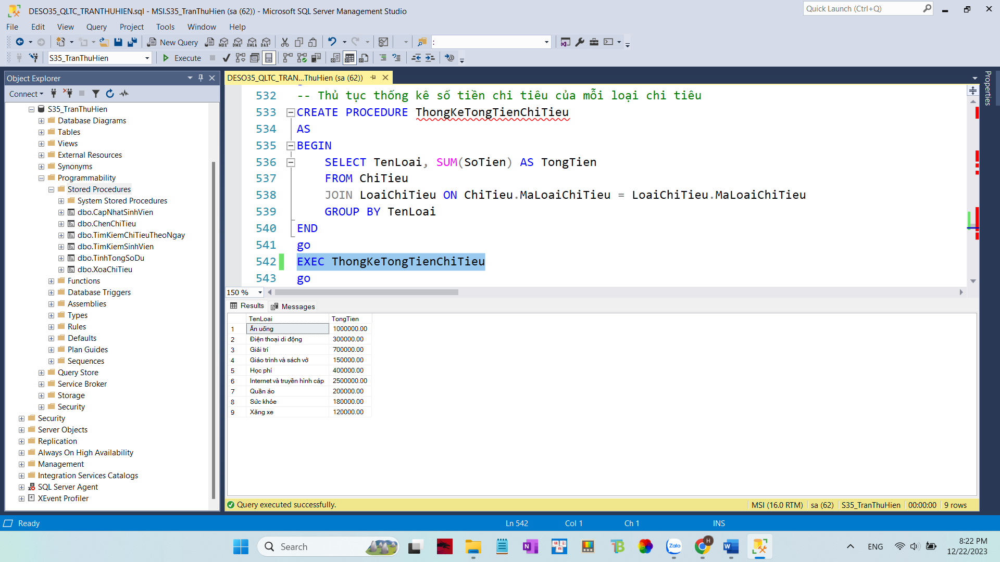 DESO35_QLTC_TRANTHUHIEN.sql - MSI.S35_TranThuHien (sa (62)) - Microsoft SQL Server Management Studio
Quick Launch (Ctrl+Q)
File Edit View Query Project Tools Window Help
New Query
MDX DMX XMLA DAX
:
S35_TranThuHien
Execute
Object Explorer
Connect
S35_TranThuHien
Database Diagrams
Tables
Views
External Resources
Synonyms
Programmability
Stored Procedures
System Stored Procedures
dbo.CapNhatSinhVien
dbo.ChenChiTieu
dbo.TimKiemChiTieuTheoNgay
dbo.TimKiemSinhVien
dbo.TinhTongSoDu
dbo.XoaChiTieu
Functions
Database Triggers
Assemblies
Types
Rules
Defaults
Plan Guides
Sequences
Query Store
Service Broker
Storage
Security
Security
Server Objects
Replication
Always On High Availability
Management
Integration Services Catalogs
SQL Server Agent
XEvent Profiler
DESO35_QLTC_TRAN...ThuHien (sa (62))
Properties
532 -- Thủ tục thống kê số tiền chi tiêu của mỗi loại chi tiêu
533 CREATE PROCEDURE ThongKeTongTienChiTieu
534 AS
535 BEGIN
536 SELECT TenLoai, SUM(SoTien) AS TongTien
537 FROM ChiTieu
538 JOIN LoaiChiTieu ON ChiTieu.MaLoaiChiTieu = LoaiChiTieu.MaLoaiChiTieu
539 GROUP BY TenLoai
540 END
541 go
542 EXEC ThongKeTongTienChiTieu
543 go
150 %
Results Messages
TenLoai TongTien
1 Ăn uống 1000000.00
2 Điện thoại di động 300000.00
3 Giải trí 700000.00
4 Giáo trình và sách vở 150000.00
5 Học phí 400000.00
6 Internet và truyền hình cáp 2500000.00
7 Quần áo 200000.00
8 Sức khỏe 180000.00
9 Xăng xe 120000.00
Query executed successfully.
MSI (16.0 RTM) sa (62) S35_TranThuHien 00:00:00 9 rows
Ready
Ln 542 Col 1 Ch 1 INS
Search
Zalo
H
ENG
8:22 PM
12/22/2023